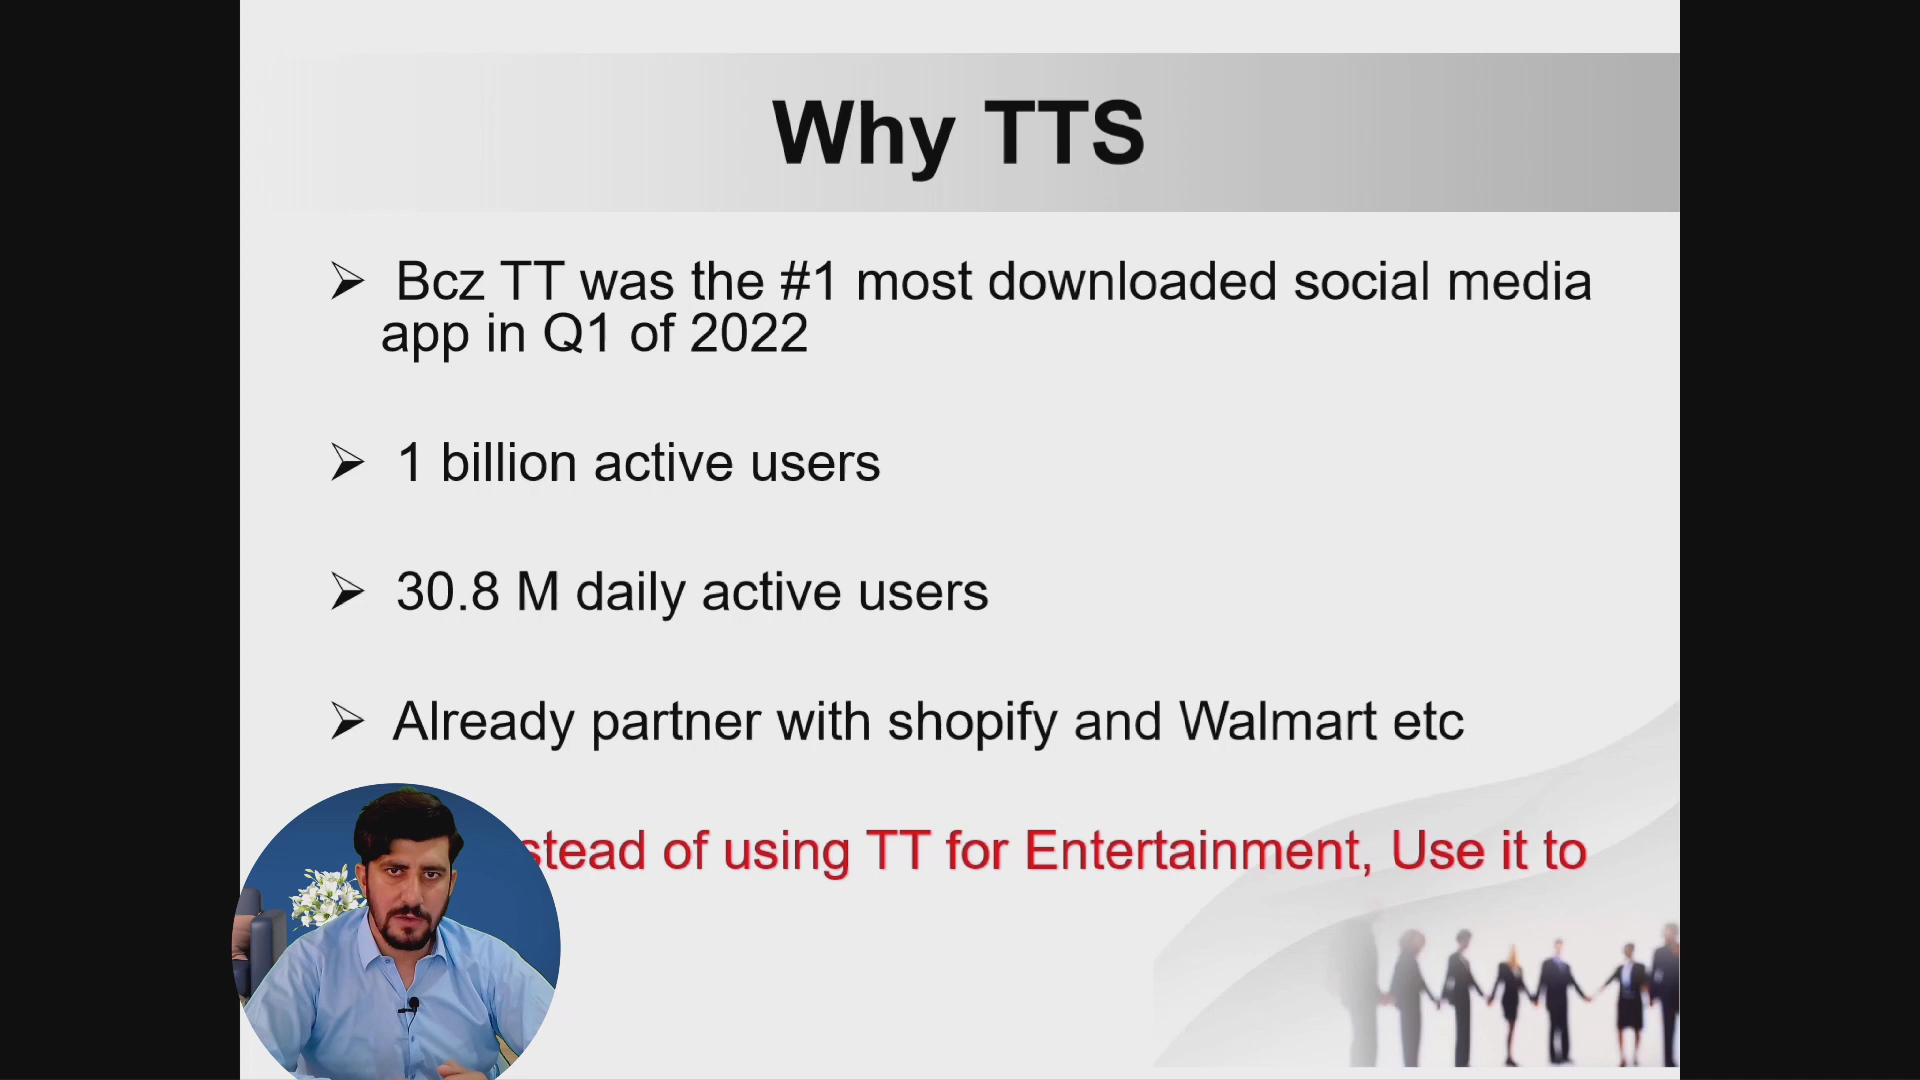 Why TTS
Bcz TT was the #1 most downloaded social media
app in Q1 of 2022
1 billion active users
30.8 M daily active users
Already partner with shopify and Walmart etc
of using TT for Entertainment, Use it to